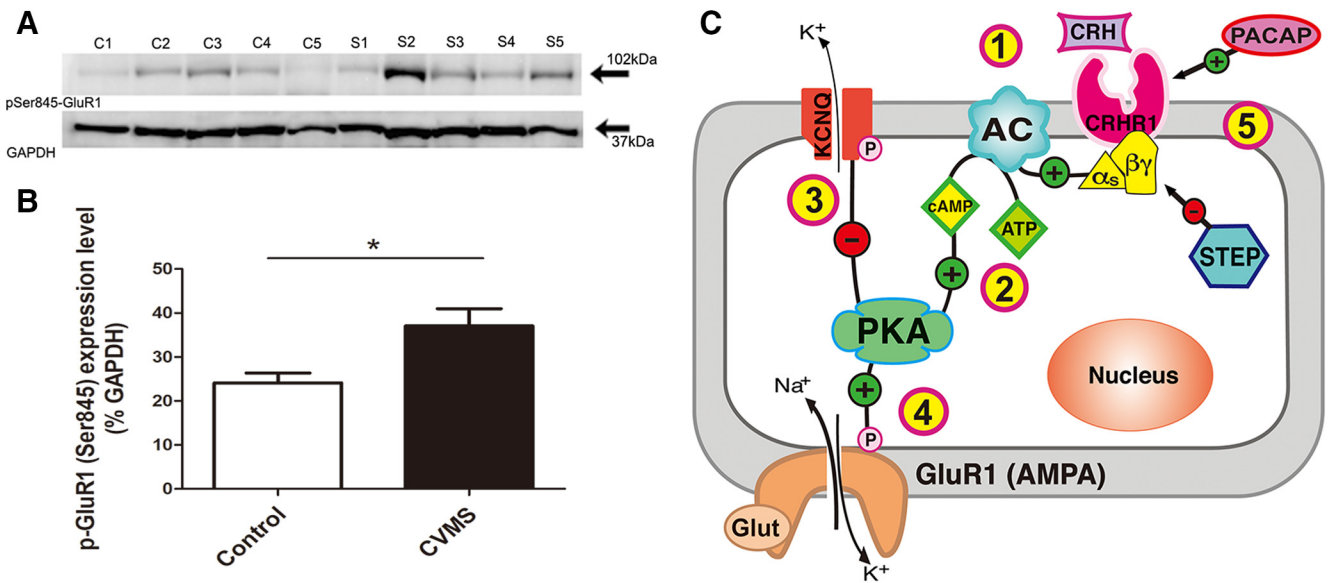 A
C1 C2 C3 C4 C5 S1 S2 S3 S4 S5
102kDa
pSer845-GluR1
37kDa
GAPDH
B
*
p-GluR1 (Ser845) expression level
(% GAPDH)
50
40
30
20
10
0
Control
CVMS
C
K+
CRH
PACAP
1
+
KCNQ
AC
CRHR1
5
P
+
αs
βγ
3
cAMP
ATP
-
-
STEP
+
2
PKA
Nucleus
Na+
+
4
P
GluR1 (AMPA)
Glut
K+